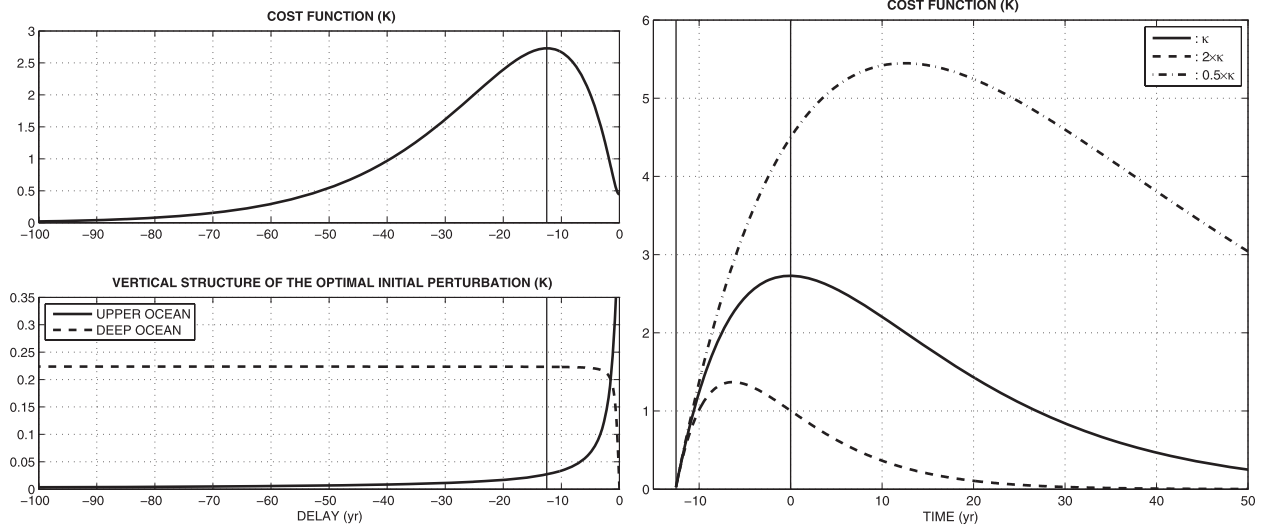 COST FUNCTION (K)
3
2.5
2
1.5
1
0.5
0
−100 −90 −80 −70 −60 −50 −40 −30 −20 −10 0
VERTICAL STRUCTURE OF THE OPTIMAL INITIAL PERTURBATION (K)
0.35
0.3
0.25
0.2
0.15
0.1
0.05
0
UPPER OCEAN
DEEP OCEAN
−100 −90 −80 −70 −60 −50 −40 −30 −20 −10 0
DELAY (yr)
COST FUNCTION (K)
6
5
4
3
2
1
0
: κ
: 2×κ
: 0.5×κ
−10 0 10 20 30 40 50
TIME (yr)